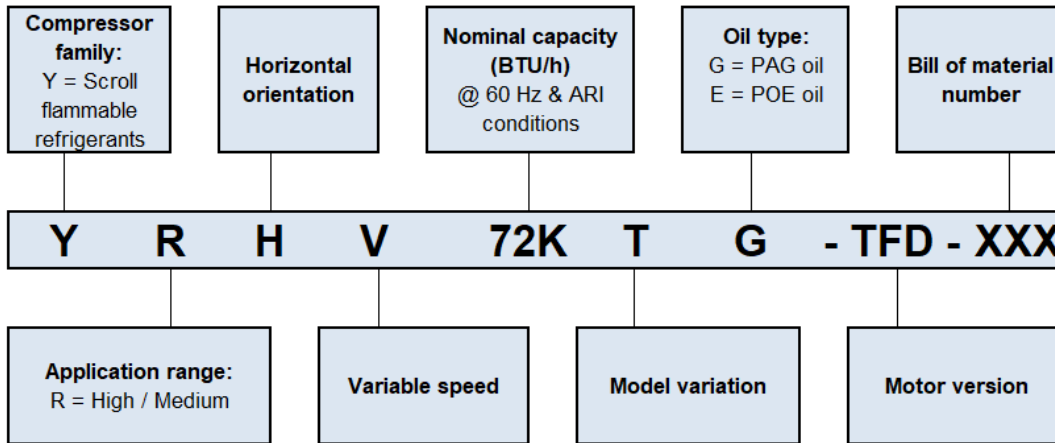 Compressor
family:
Y = Scroll
flammable
refrigerants
Horizontal
orientation
Nominal capacity
(BTU/h)
@ 60 Hz & ARI
conditions
Oil type:
G = PAG oil
E = POE oil
Bill of material
number
Y R H V 72K T G - TFD - XXX
Application range:
R = High / Medium
Variable speed
Model variation
Motor version